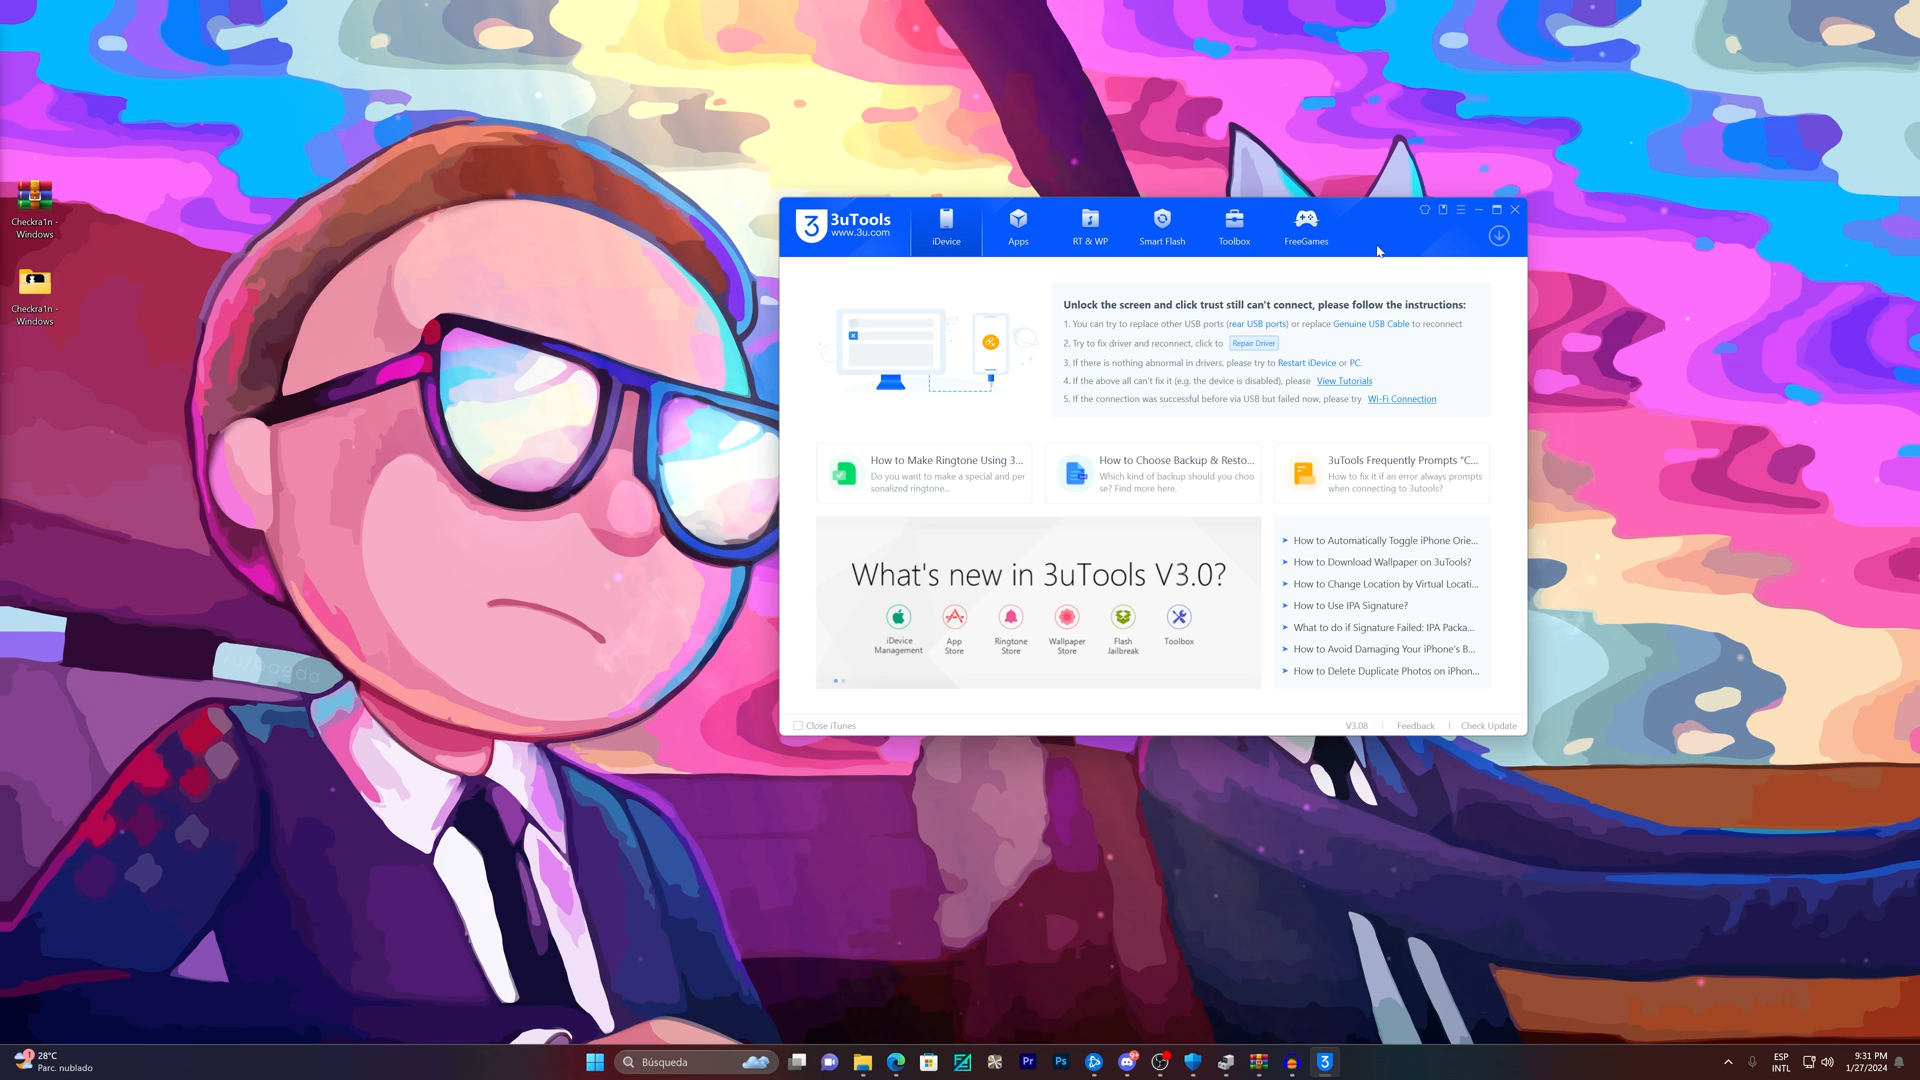 Checkra1n -
Windows
Checkra1n -
Windows
3 3uTools
www.3u.com
iDevice
Apps
RT & WP
Smart Flash
Toolbox
FreeGames
Unlock the screen and click trust still can't connect, please follow the instructions:
1. You can try to replace other USB ports (rear USB ports) or replace Genuine USB Cable to reconnect
2. Try to fix driver and reconnect, click to Repair Driver
3. If there is nothing abnormal in drivers, please try to Restart iDevice or PC.
4. If the above all can't fix it (e.g. the device is disabled), please View Tutorials
5. If the connection was successful before via USB but failed now, please try Wi-Fi Connection
How to Make Ringtone Using 3...
Do you want to make a special and per
sonalized ringtone...
How to Choose Backup & Resto...
Which kind of backup should you choo
se? Find more here.
3uTools Frequently Prompts “C...
How to fix it if an error always prompts
when connecting to 3utools?
What's new in 3uTools V3.0?
iDevice
Management
App
Store
Ringtone
Store
Wallpaper
Store
Flash
Jailbreak
Toolbox
How to Automatically Toggle iPhone Orie...
How to Download Wallpaper on 3uTools?
How to Change Location by Virtual Locati...
How to Use IPA Signature?
What to do if Signature Failed: IPA Packa...
How to Avoid Damaging Your iPhone's B...
How to Delete Duplicate Photos on iPhon...
Close iTunes
V3.08
Feedback
Check Update
1
28°C
Parc. nublado
Búsqueda
Pr
Ps
3
ESP
INTL
9:31 PM
1/27/2024